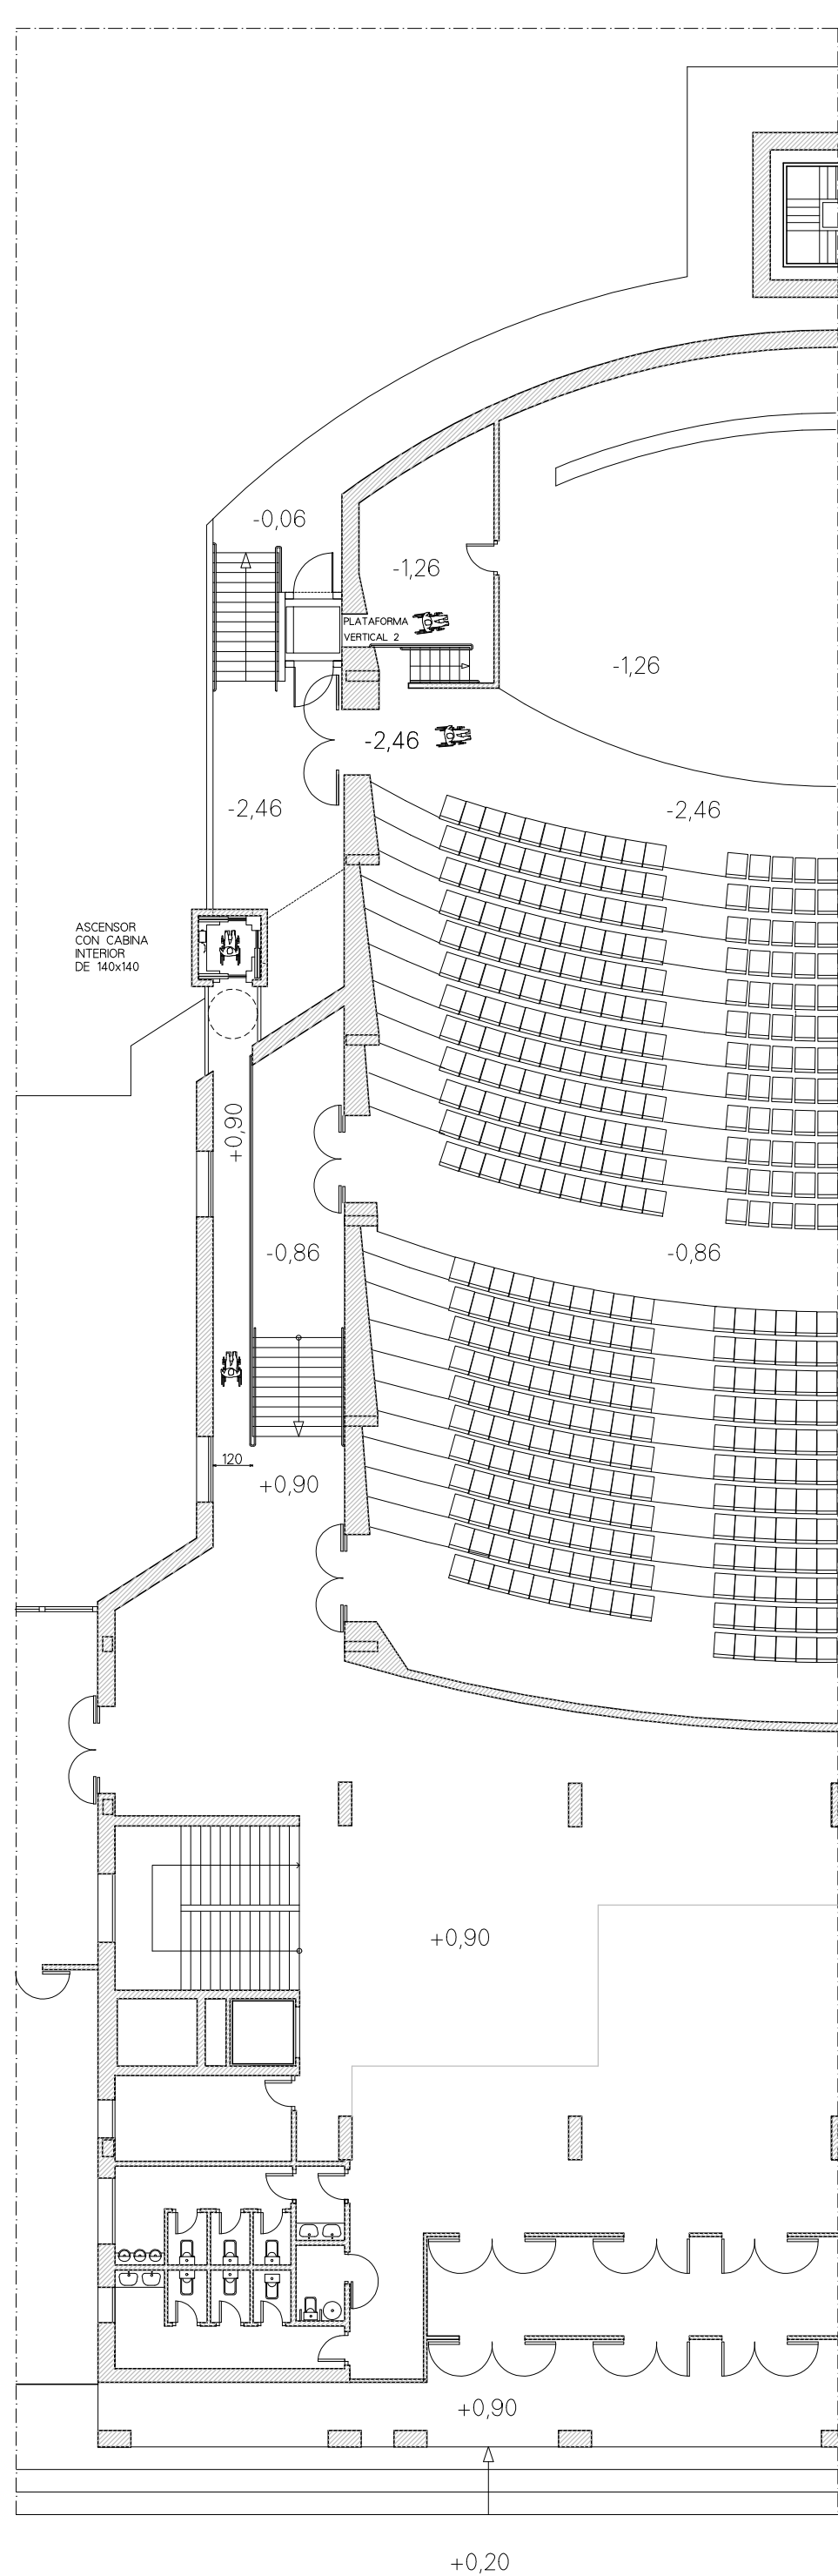 -0,06
-1,26
PLATAFORMA
VERTICAL 2
-1,26
-2,46
-2,46
-2,46
ASCENSOR
CON CABINA
INTERIOR
DE 140x140
+0,90
-0,86
-0,86
120
+0,90
+0,90
+0,90
+0,20